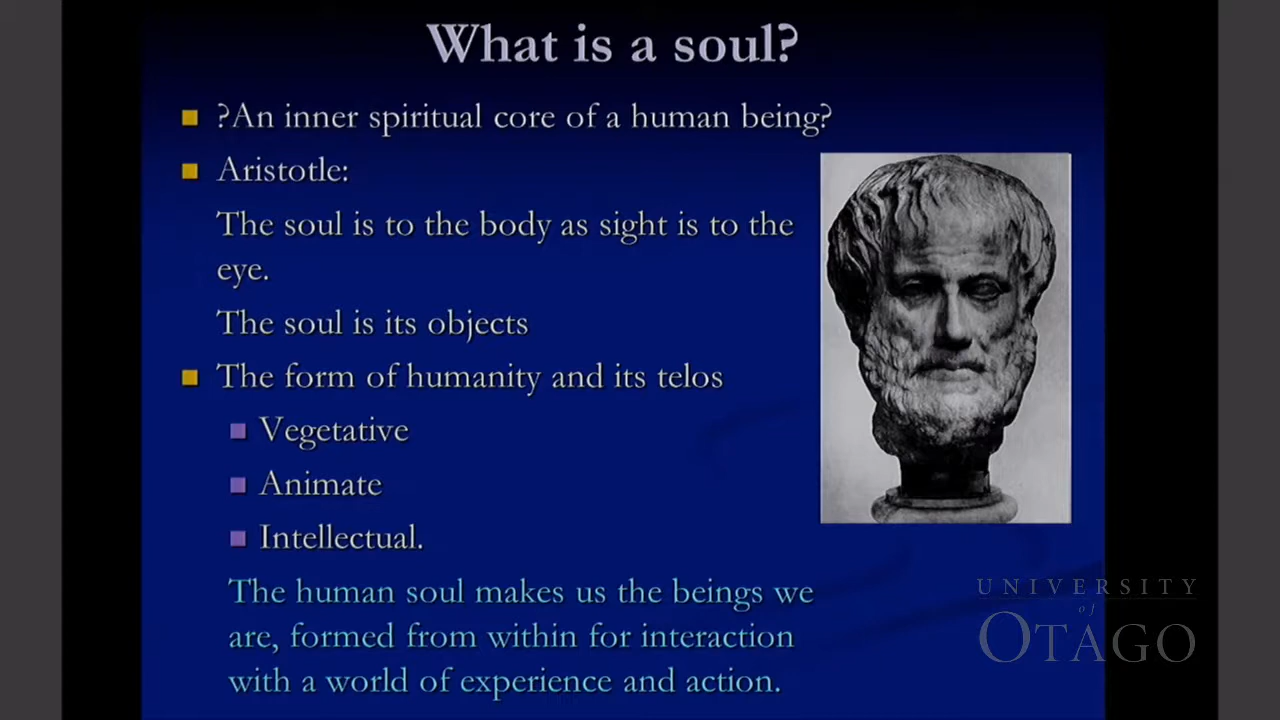 What is a soul?
?An inner spiritual core of a human being?
Aristotle:
The soul is to the body as sight is to the
eye.
The soul is its objects
The form of humanity and its telos
Vegetative
Animate
Intellectual.
The human soul makes us the beings we
are, formed from within for interaction
with a world of experience and action.
UNIVERSITY
of
OTAGO